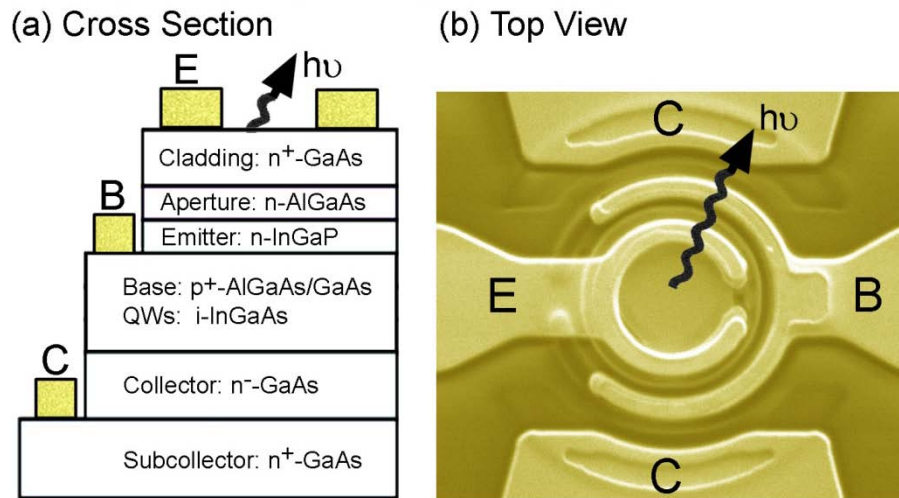 (a) Cross Section
E
hυ
Cladding: n⁺-GaAs
Aperture: n-AlGaAs
B
Emitter: n-InGaP
Base: p⁺-AlGaAs/GaAs
QWs: i-InGaAs
C
Collector: n⁻-GaAs
Subcollector: n⁺-GaAs
(b) Top View
C
hυ
E
B
C